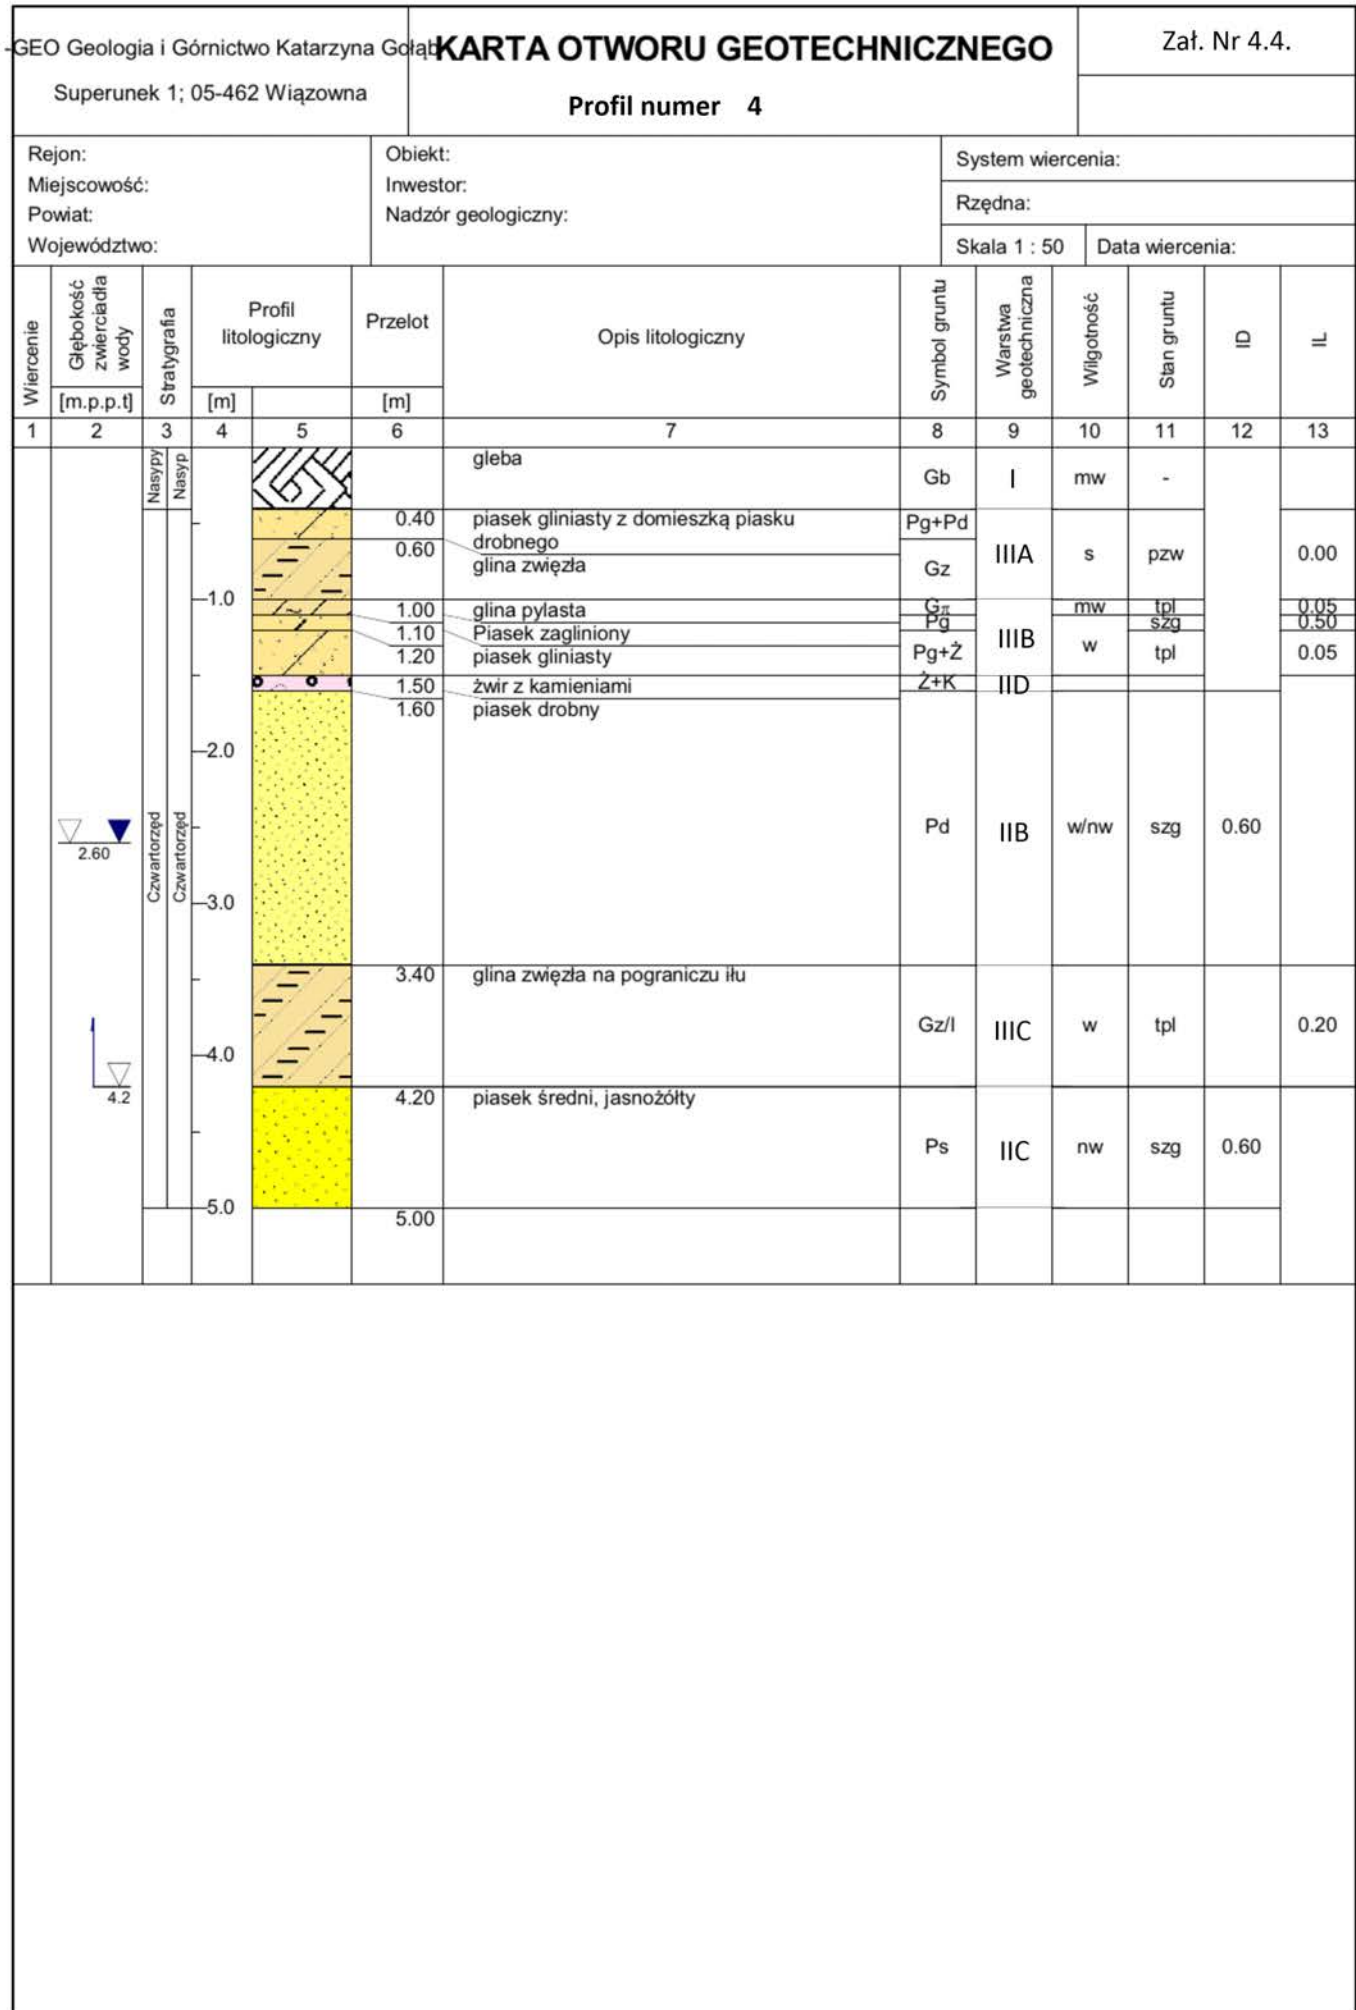 -GEO Geologia i Górnictwo Katarzyna Gołąb
Superunek 1; 05-462 Wiązowna
KARTA OTWORU GEOTECHNICZNEGO
Profil numer 4
Zał. Nr 4.4.
Rejon:
Miejscowość:
Powiat:
Województwo:
Obiekt:
Inwestor:
Nadzór geologiczny:
System wiercenia:
Rzędna:
Skala 1 : 50 Data wiercenia:
Wiercenie
Głębokość zwierciadła wody
[m.p.p.t]
Stratygrafia
Profil litologiczny
[m]
Przelot
[m]
Opis litologiczny
Symbol gruntu
Warstwa geotechniczna
Wilgotność
Stan gruntu
ID
IL
1 2 3 4 5 6 7 8 9 10 11 12 13
Nasypy Nasyp
gleba Gb I mw -
0.40 piasek gliniasty z domieszką piasku drobnego Pg+Pd
IIIA s pzw 0.00
0.60 glina zwięzła Gz
-1.0
1.00 glina pylasta Gπ mw tpl 0.05
1.10 Piasek zagliniony Pg szg 0.50
IIIB w
1.20 piasek gliniasty Pg+Ż tpl 0.05
1.50 żwir z kamieniami Ż+K IID
1.60 piasek drobny
-2.0
Czwartorzęd Czwartorzęd
2.60
Pd IIB w/nw szg 0.60
-3.0
3.40 glina zwięzła na pograniczu iłu
Gz/I IIIC w tpl 0.20
-4.0
4.2
4.20 piasek średni, jasnożółty
Ps IIC nw szg 0.60
-5.0
5.00